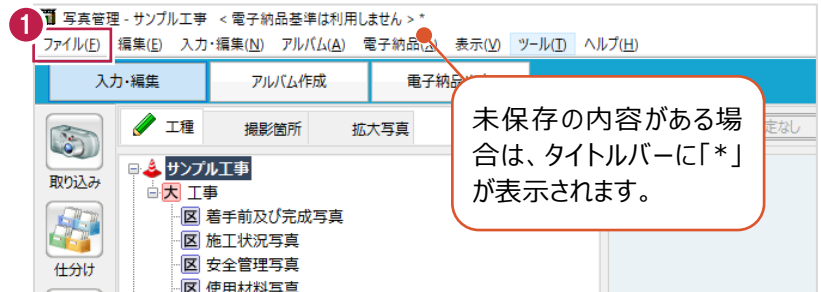 1
写真管理 - サンプル工事 < 電子納品基準は利用しません > *
ファイル(F) 編集(E) 入力・編集(N) アルバム(A) 電子納品 表示(V) ツール(T) ヘルプ(H)
入力・編集 アルバム作成 電子納品
工種 撮影箇所 拡大写真 定なし
未保存の内容がある場
合は、タイトルバーに「*」
が表示されます。
取り込み
サンプル工事
大 工事
区 着手前及び完成写真
区 施工状況写真
仕分け
区 安全管理写真
区 使用材料写真